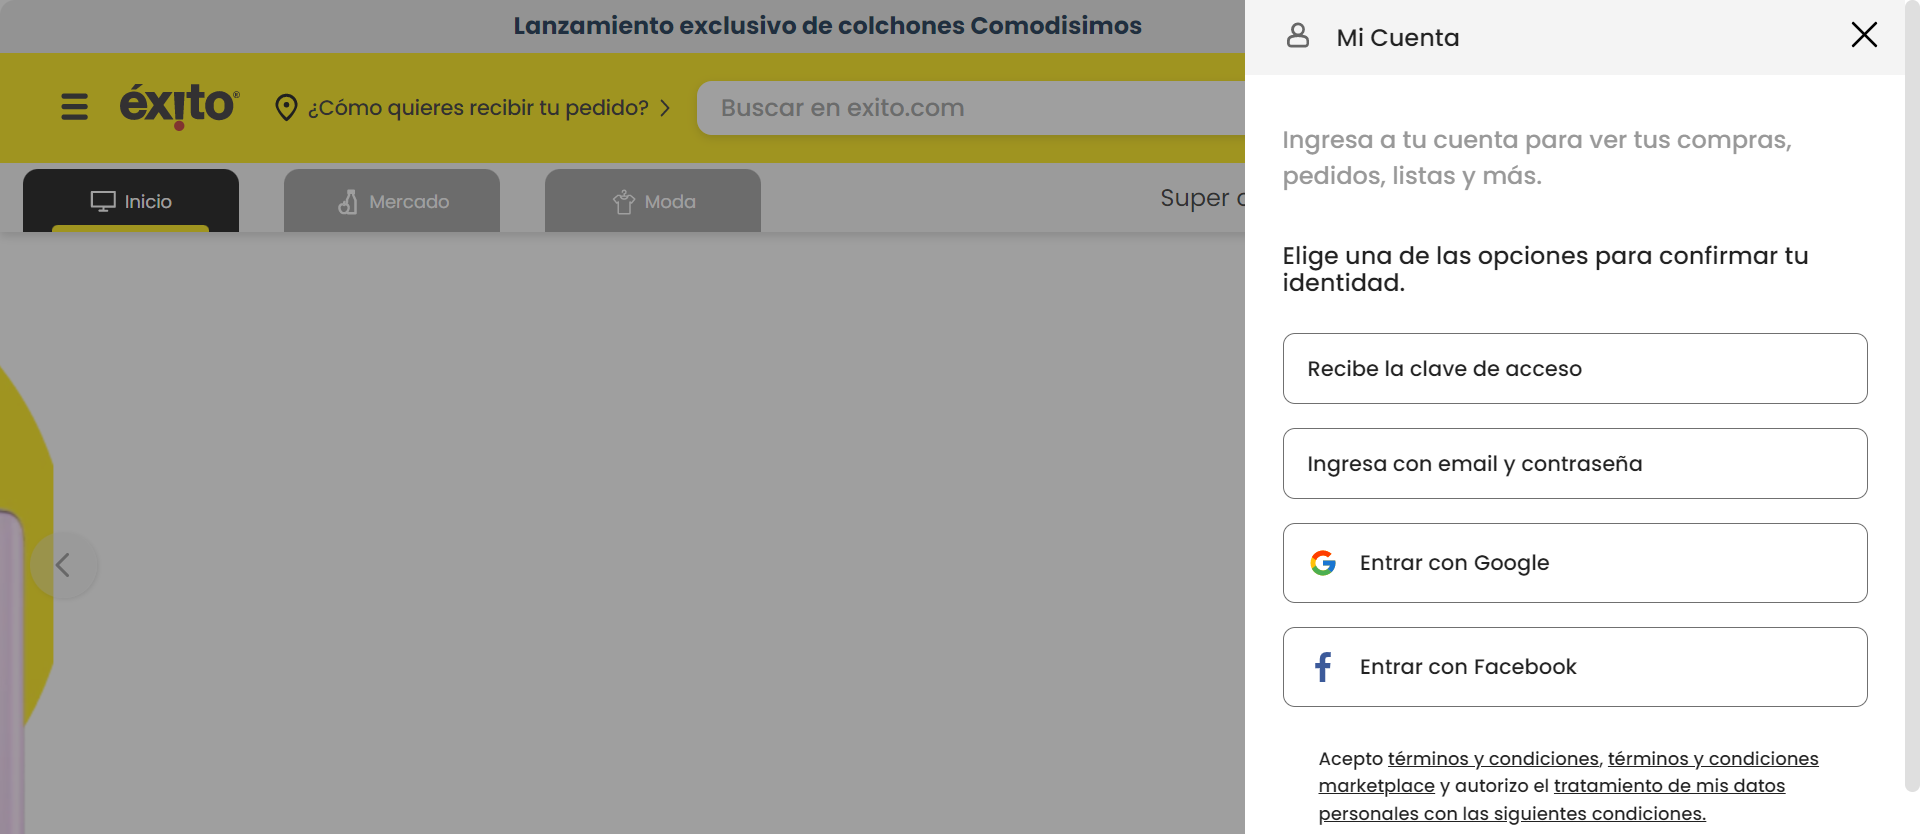 Lanzamiento exclusivo de colchones Comodisimos
éxito®
¿Cómo quieres recibir tu pedido?
Buscar en exito.com
Inicio
Mercado
Moda
Super
Mi Cuenta
Ingresa a tu cuenta para ver tus compras,
pedidos, listas y más.
Elige una de las opciones para confirmar tu
identidad.
Recibe la clave de acceso
Ingresa con email y contraseña
Entrar con Google
Entrar con Facebook
Acepto términos y condiciones, términos y condiciones
marketplace y autorizo el tratamiento de mis datos
personales con las siguientes condiciones.